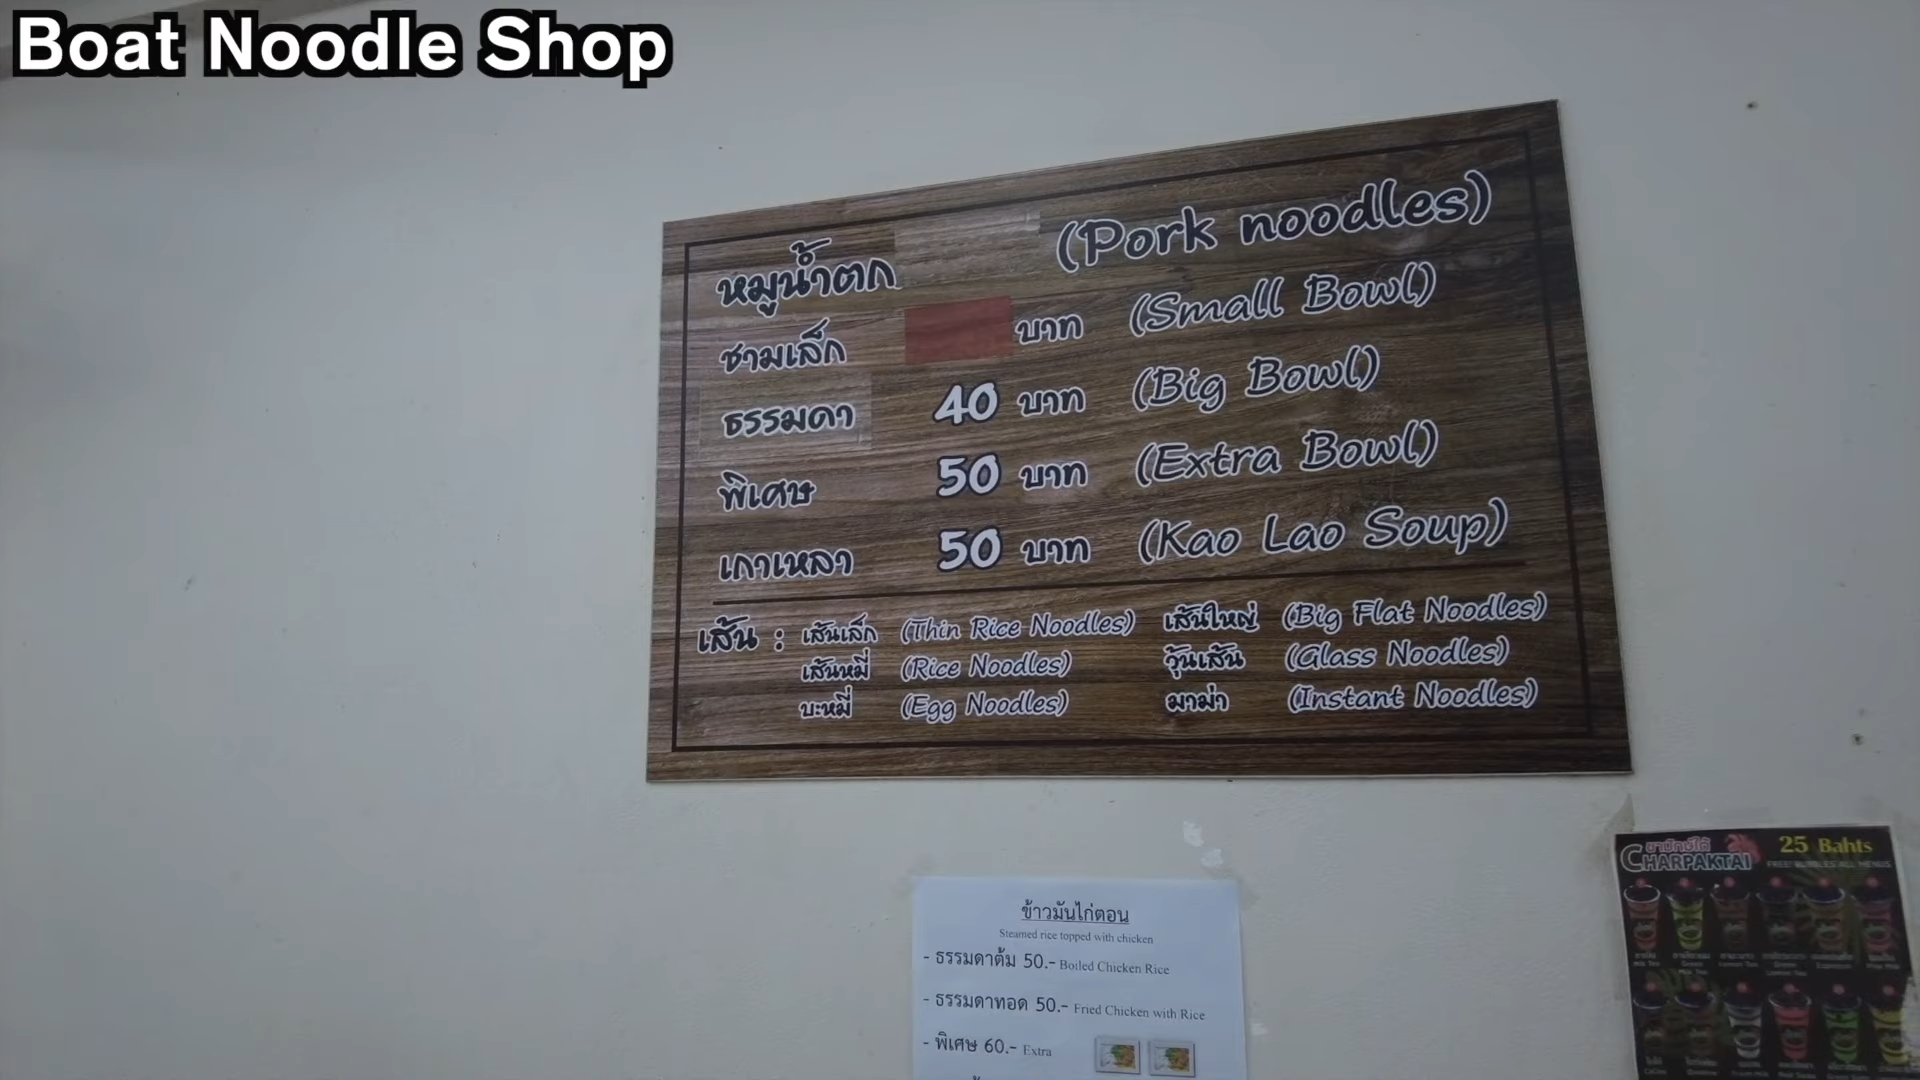 Boat Noodle Shop
หมูน้ำตก (Pork noodles)
ชามเล็ก บาท (Small Bowl)
ธรรมดา 40 บาท (Big Bowl)
พิเศษ 50 บาท (Extra Bowl)
เกาเหลา 50 บาท (Kao Lao Soup)
เส้น : เส้นเล็ก (Thin Rice Noodles) เส้นใหญ่ (Big Flat Noodles)
เส้นหมี่ (Rice Noodles) วุ้นเส้น (Glass Noodles)
บะหมี่ (Egg Noodles) มาม่า (Instant Noodles)
ข้าวมันไก่ตอน
Steamed rice topped with chicken
- ธรรมดาต้ม 50.- Boiled Chicken Rice
- ธรรมดาทอด 50.- Fried Chicken with Rice
- พิเศษ 60.- Extra
ชาปักษ์ใต้
CHARPAKTAI
25 Bahts